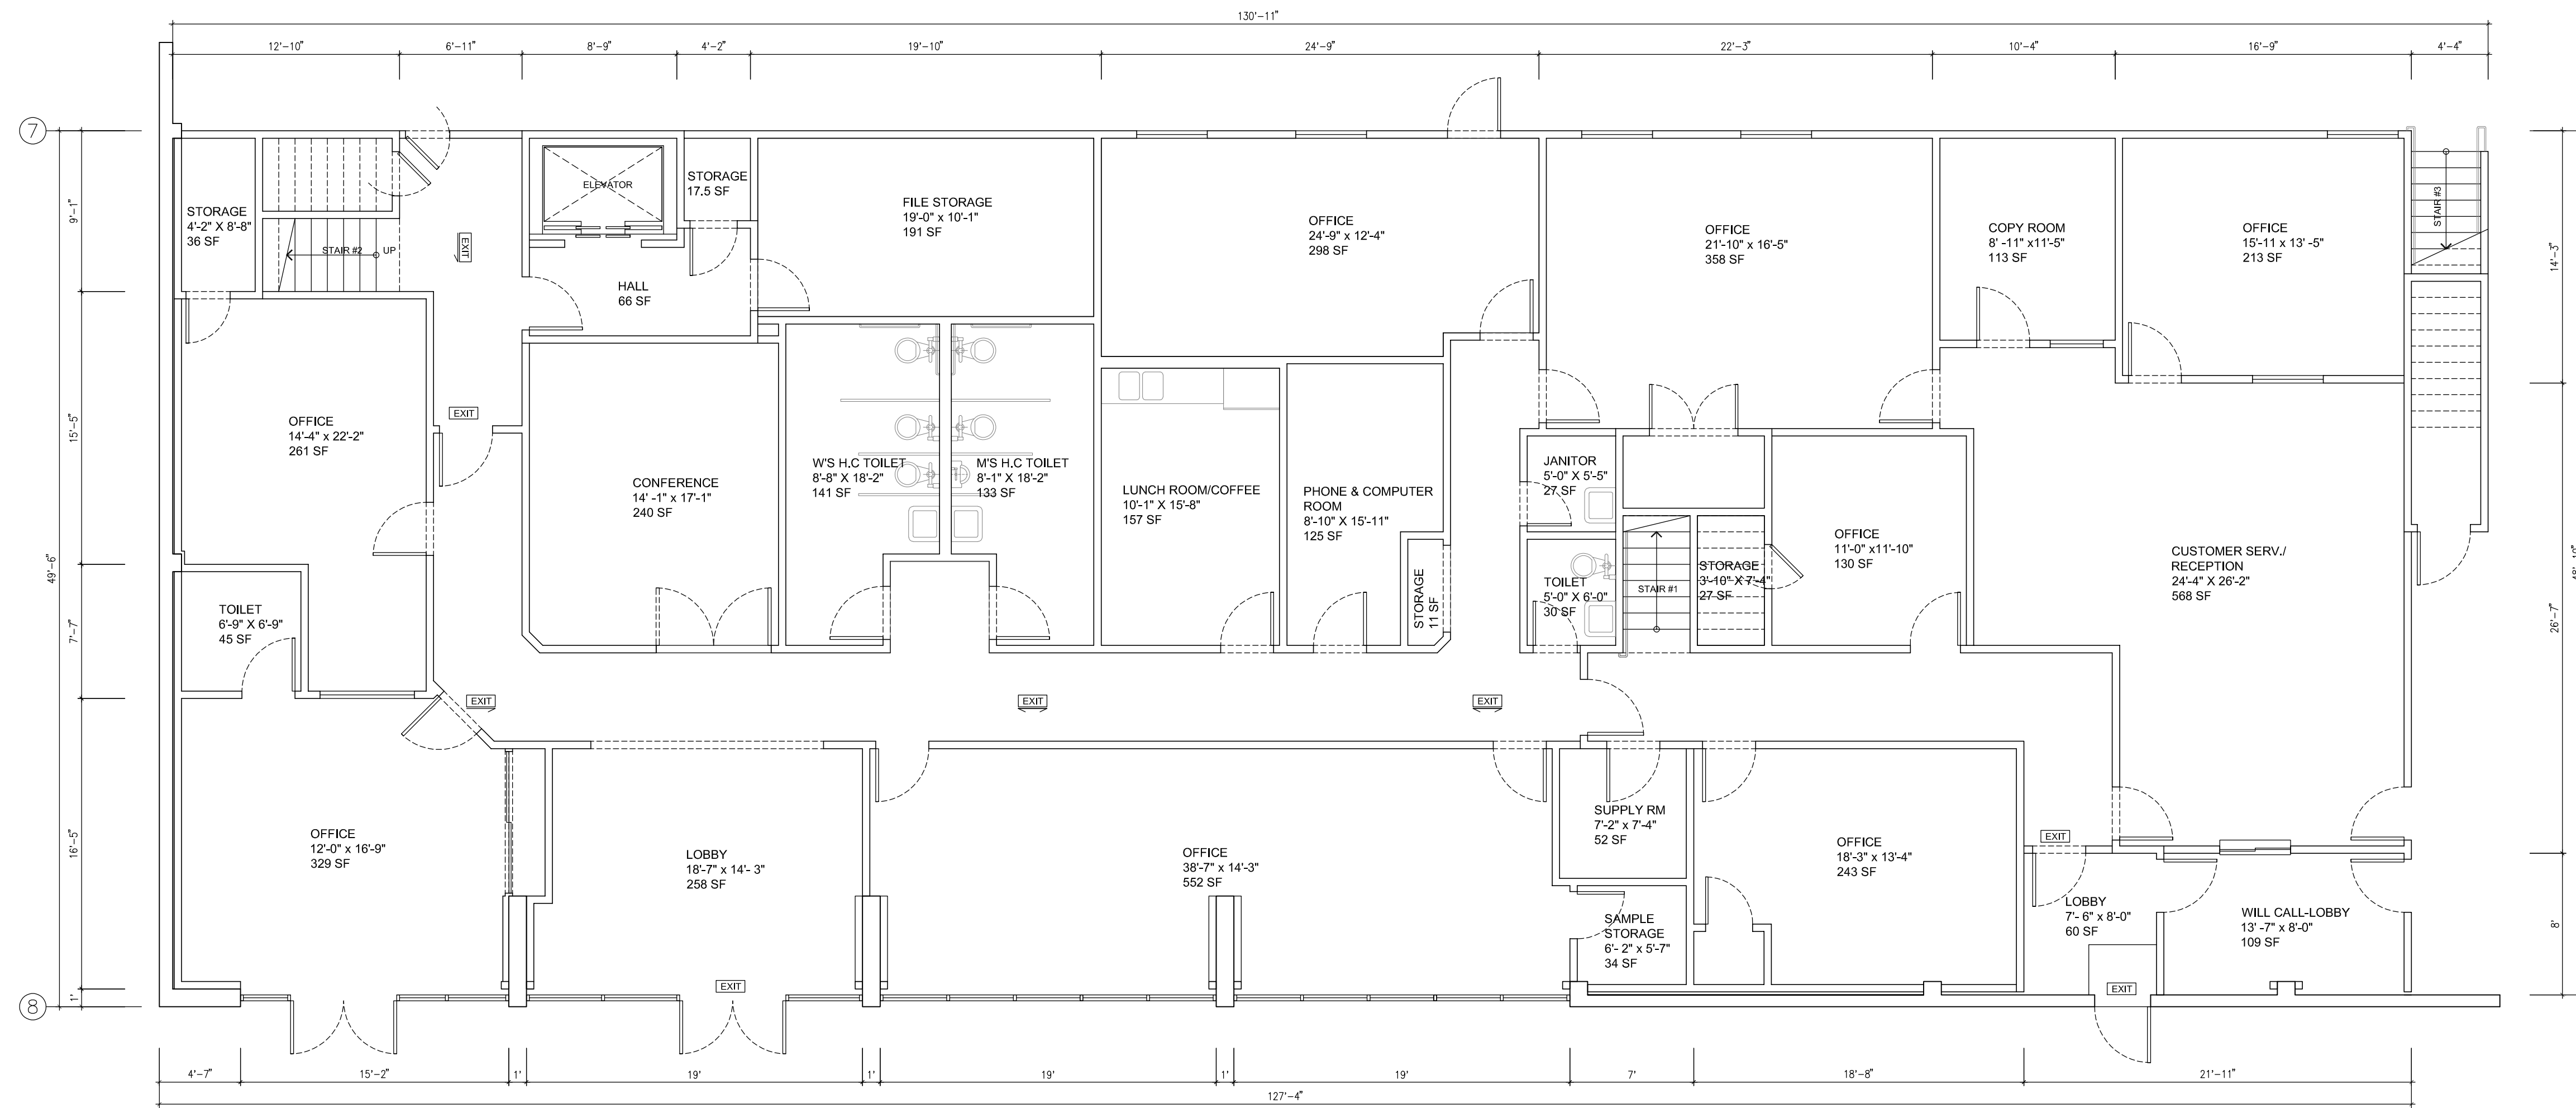 130'-11"
12'-10"
6'-11"
8'-9"
4'-2"
19'-10"
24'-9"
22'-3"
10'-4"
16'-9"
4'-4"
7
8
49'-6"
9'-1"
15'-5"
7'-7"
16'-5"
1'
STORAGE
4'-2" X 8'-8"
36 SF
STAIR #2
UP
EXIT
ELEVATOR
STORAGE
17.5 SF
HALL
66 SF
FILE STORAGE
19'-0" x 10'-1"
191 SF
OFFICE
24'-9" x 12'-4"
298 SF
OFFICE
21'-10" x 16'-5"
358 SF
COPY ROOM
8' -11" x11'-5"
113 SF
OFFICE
15'-11 x 13' -5"
213 SF
STAIR #3
14'-3"
26'-7"
8'
OFFICE
14'-4" x 22'-2"
261 SF
EXIT
CONFERENCE
14' -1" x 17'-1"
240 SF
W'S H.C TOILET
8'-8" X 18'-2"
141 SF
M'S H.C TOILET
8'-1" X 18'-2"
133 SF
LUNCH ROOM/COFFEE
10'-1" X 15'-8"
157 SF
PHONE & COMPUTER
ROOM
8'-10" X 15'-11"
125 SF
STORAGE
11 SF
JANITOR
5'-0" X 5'-5"
27 SF
TOILET
5'-0" X 6'-0"
30 SF
STAIR #1
STORAGE
3'-10" X 7'-4"
27 SF
OFFICE
11'-0" x11'-10"
130 SF
CUSTOMER SERV./
RECEPTION
24'-4" X 26'-2"
568 SF
TOILET
6'-9" X 6'-9"
45 SF
EXIT
EXIT
EXIT
OFFICE
12'-0" x 16'-9"
329 SF
LOBBY
18'-7" x 14'- 3"
258 SF
EXIT
OFFICE
38'-7" x 14'-3"
552 SF
SUPPLY RM
7'-2" x 7'-4"
52 SF
SAMPLE
STORAGE
6'- 2" x 5'-7"
34 SF
OFFICE
18'-3" x 13'-4"
243 SF
EXIT
LOBBY
7'- 6" x 8'-0"
60 SF
EXIT
WILL CALL-LOBBY
13' -7" x 8'-0"
109 SF
4'-7"
15'-2"
1'
19'
1'
19'
1'
19'
7'
18'-8"
21'-11"
127'-4"